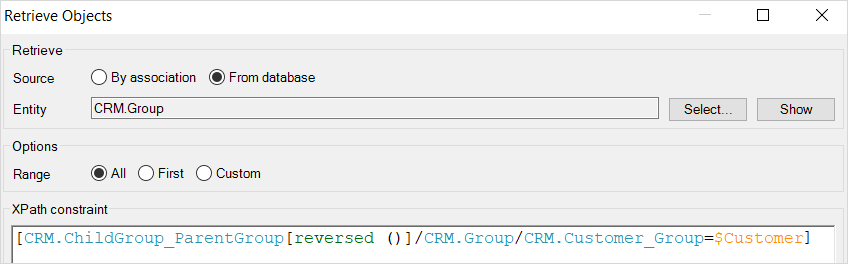 Retrieve Objects
Retrieve
Source By association From database
Entity CRM.Group Select... Show
Options
Range All First Custom
XPath constraint
[CRM.ChildGroup_ParentGroup[reversed ()]/CRM.Group/CRM.Customer_Group=$Customer]